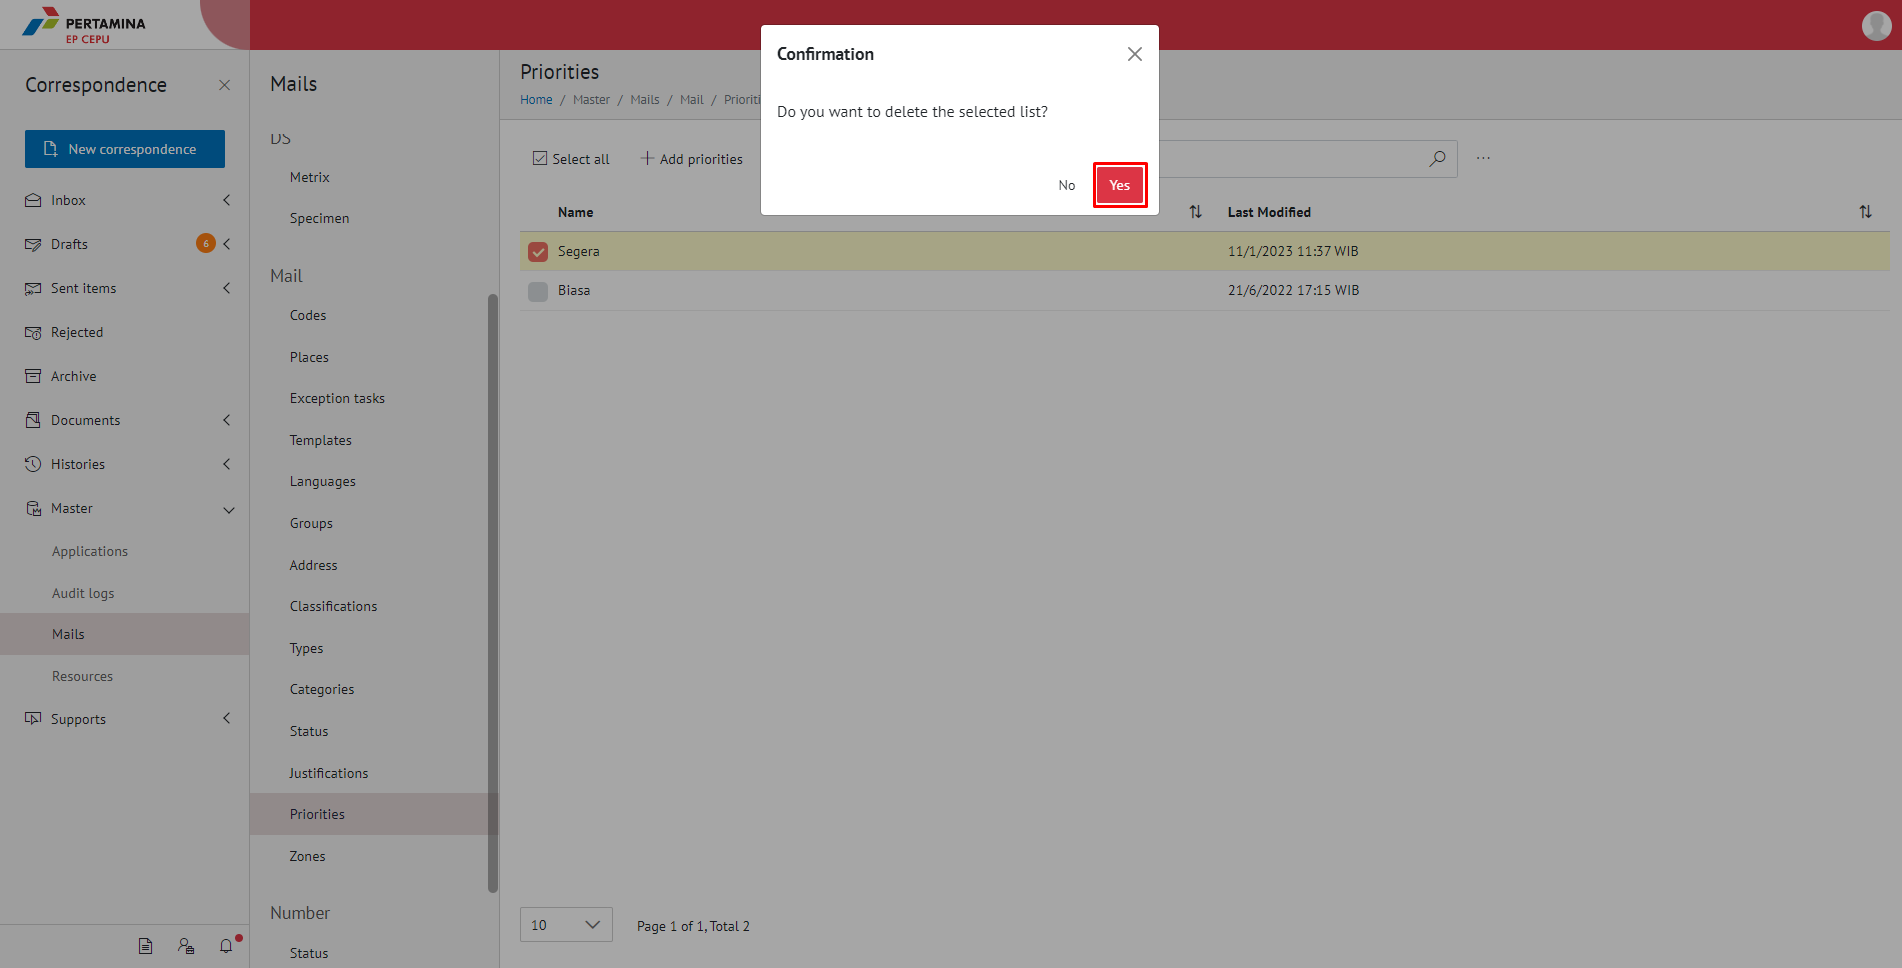 PERTAMINA
EP CEPU
Correspondence
New correspondence
Inbox
Drafts
6
Sent items
Rejected
Archive
Documents
Histories
Master
Applications
Audit logs
Mails
Resources
Supports
Mails
DS
Metrix
Specimen
Mail
Codes
Places
Exception tasks
Templates
Languages
Groups
Address
Classifications
Types
Categories
Status
Justifications
Priorities
Zones
Number
Status
Priorities
Home / Master / Mails / Mail / Prioriti
Select all
Add priorities
...
Confirmation
Do you want to delete the selected list?
No
Yes
Name
Last Modified
Segera
11/1/2023 11:37 WIB
Biasa
21/6/2022 17:15 WIB
10
Page 1 of 1, Total 2